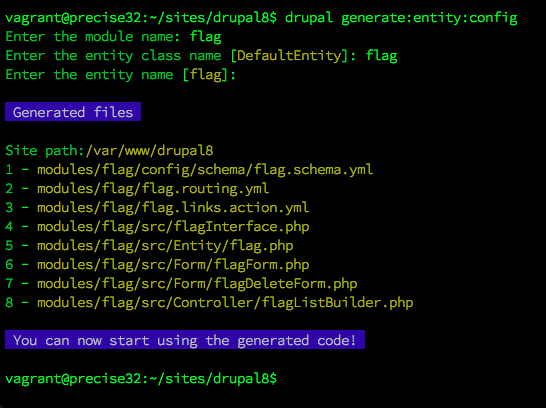 vagrant@precise32:~/sites/drupal8$ drupal generate:entity:config
Enter the module name: flag
Enter the entity class name [DefaultEntity]: flag
Enter the entity name [flag]:
Generated files
Site path:/var/www/drupal8
1 - modules/flag/config/schema/flag.schema.yml
2 - modules/flag/flag.routing.yml
3 - modules/flag/flag.links.action.yml
4 - modules/flag/src/flagInterface.php
5 - modules/flag/src/Entity/flag.php
6 - modules/flag/src/Form/flagForm.php
7 - modules/flag/src/Form/flagDeleteForm.php
8 - modules/flag/src/Controller/flagListBuilder.php
You can now start using the generated code!
vagrant@precise32:~/sites/drupal8$